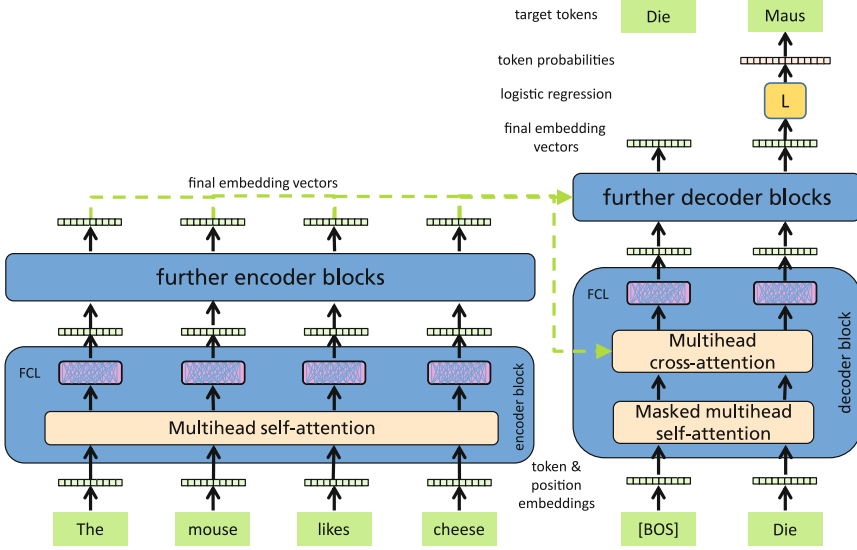 target tokens
Die
Maus
token probabilities
logistic regression
L
final embedding
vectors
final embedding vectors
further decoder blocks
further encoder blocks
FCL
Multihead
cross-attention
decoder block
FCL
encoder block
Multihead self-attention
Masked multihead
self-attention
token &
position
embeddings
The
mouse
likes
cheese
[BOS]
Die